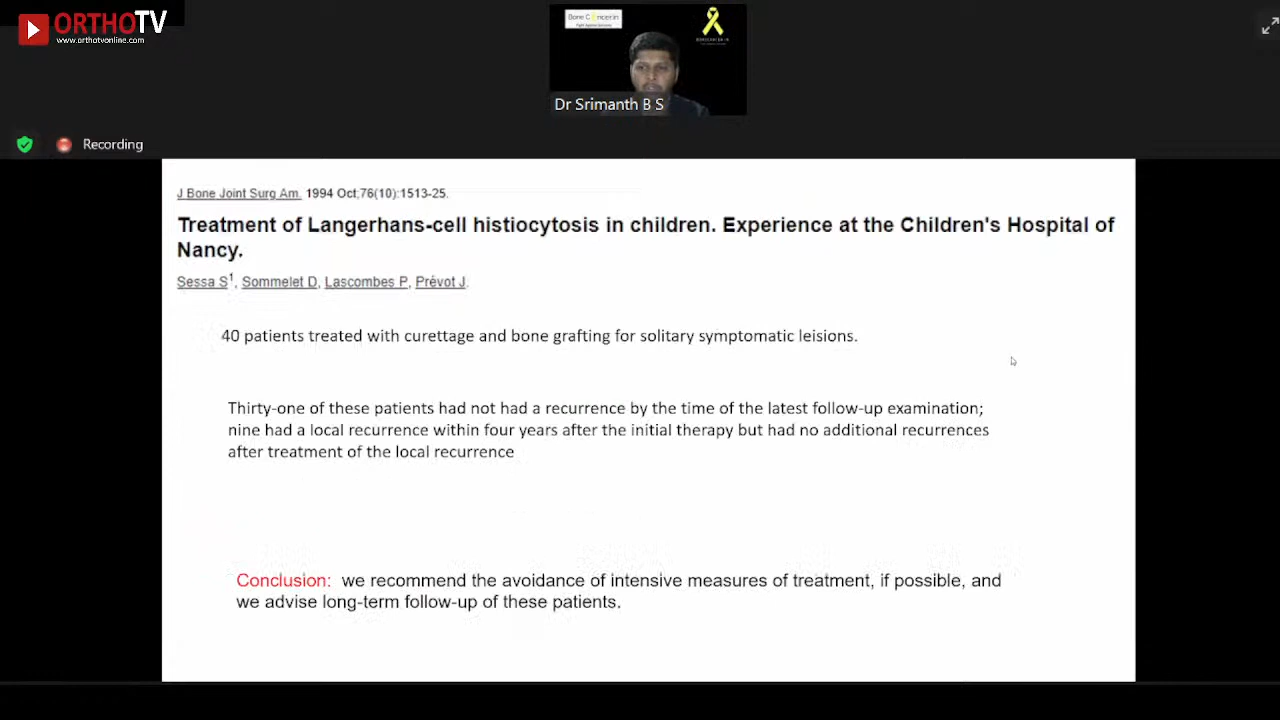 ORTHOTV
www.orthotvonline.com
Dr Srimanth B S
Recording
J Bone Joint Surg Am. 1994 Oct;76(10):1513-25.
Treatment of Langerhans-cell histiocytosis in children. Experience at the Children's Hospital of
Nancy.
Sessa S1, Sommelet D, Lascombes P, Prévot J.
40 patients treated with curettage and bone grafting for solitary symptomatic leisions.
Thirty-one of these patients had not had a recurrence by the time of the latest follow-up examination;
nine had a local recurrence within four years after the initial therapy but had no additional recurrences
after treatment of the local recurrence
Conclusion: we recommend the avoidance of intensive measures of treatment, if possible, and
we advise long-term follow-up of these patients.